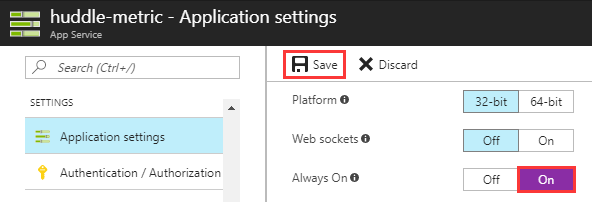 huddle-metric - Application settings
App Service
Search (Ctrl+/)
SETTINGS
Application settings
Authentication / Authorization
Save Discard
Platform 32-bit 64-bit
Web sockets Off On
Always On Off On